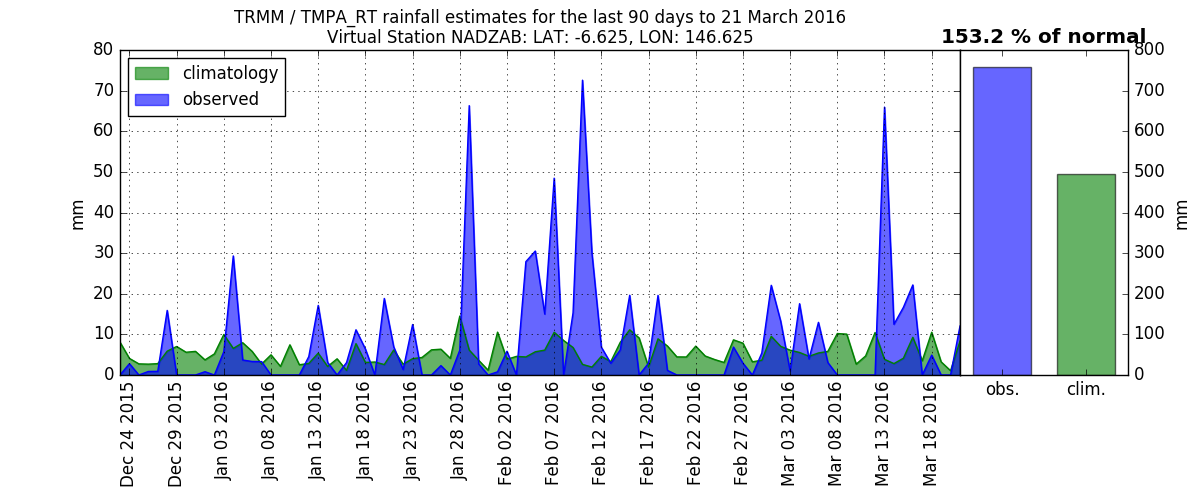 TRMM / TMPA_RT rainfall estimates for the last 90 days to 21 March 2016
Virtual Station NADZAB: LAT: -6.625, LON: 146.625
153.2 % of normal
climatology
observed
mm
80
70
60
50
40
30
20
10
0
Dec 24 2015
Dec 29 2015
Jan 03 2016
Jan 08 2016
Jan 13 2016
Jan 18 2016
Jan 23 2016
Jan 28 2016
Feb 02 2016
Feb 07 2016
Feb 12 2016
Feb 17 2016
Feb 22 2016
Feb 27 2016
Mar 03 2016
Mar 08 2016
Mar 13 2016
Mar 18 2016
800
700
600
500
400
300
200
100
0
mm
obs.
clim.